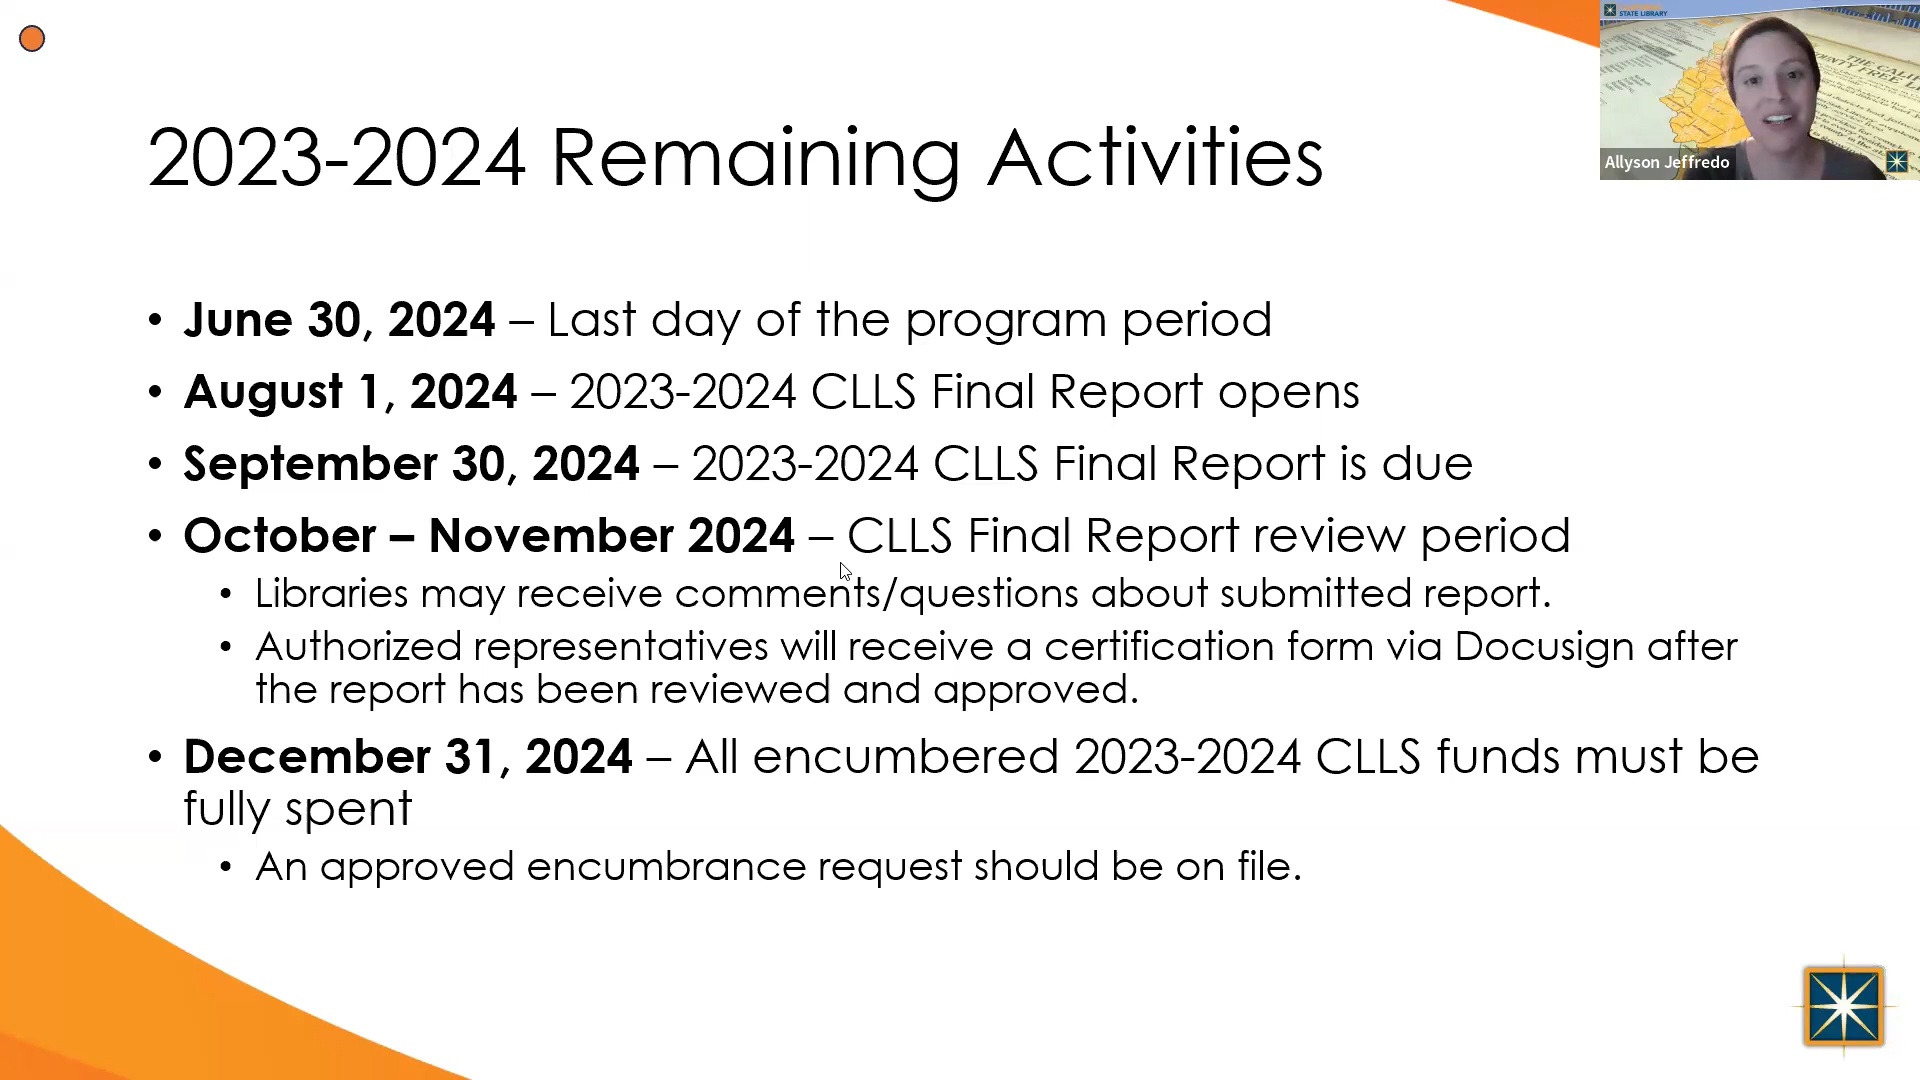 STATE LIBRARY
THE CALIF
COUNTY FREE L
Allyson Jeffredo
2023-2024 Remaining Activities
• June 30, 2024 – Last day of the program period
• August 1, 2024 – 2023-2024 CLLS Final Report opens
• September 30, 2024 – 2023-2024 CLLS Final Report is due
• October – November 2024 – CLLS Final Report review period
• Libraries may receive comments/questions about submitted report.
• Authorized representatives will receive a certification form via Docusign after
the report has been reviewed and approved.
• December 31, 2024 – All encumbered 2023-2024 CLLS funds must be
fully spent
• An approved encumbrance request should be on file.